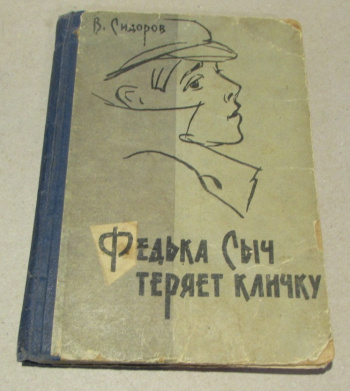 В. Сидоров
Федька Сыч
теряет кличку